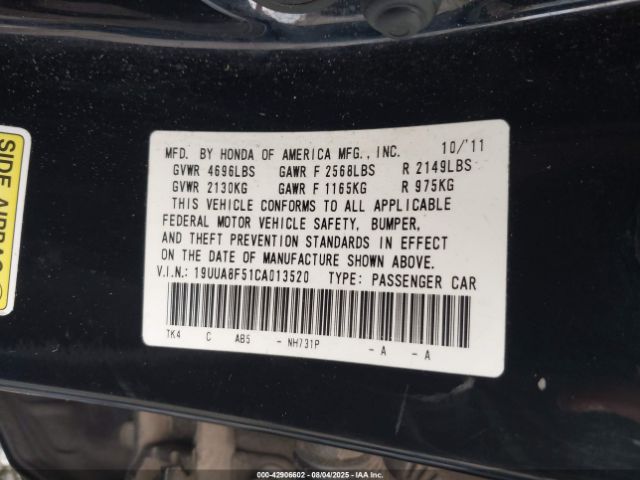 MFD. BY HONDA OF AMERICA MFG., INC. 10/'11
GVWR 4696LBS GAWR F 2568LBS R 2149LBS
GVWR 2130KG GAWR F 1165KG R 975KG
THIS VEHICLE CONFORMS TO ALL APPLICABLE
FEDERAL MOTOR VEHICLE SAFETY, BUMPER,
AND THEFT PREVENTION STANDARDS IN EFFECT
ON THE DATE OF MANUFACTURE SHOWN ABOVE.
V.I.N.: 19UUA8F51CA013520 TYPE: PASSENGER CAR
TK4 C AB5 - NH731P - A - A
SIDE AIRBAG
000-42906602 - 08/04/2025 - Copyright IAA, Inc.